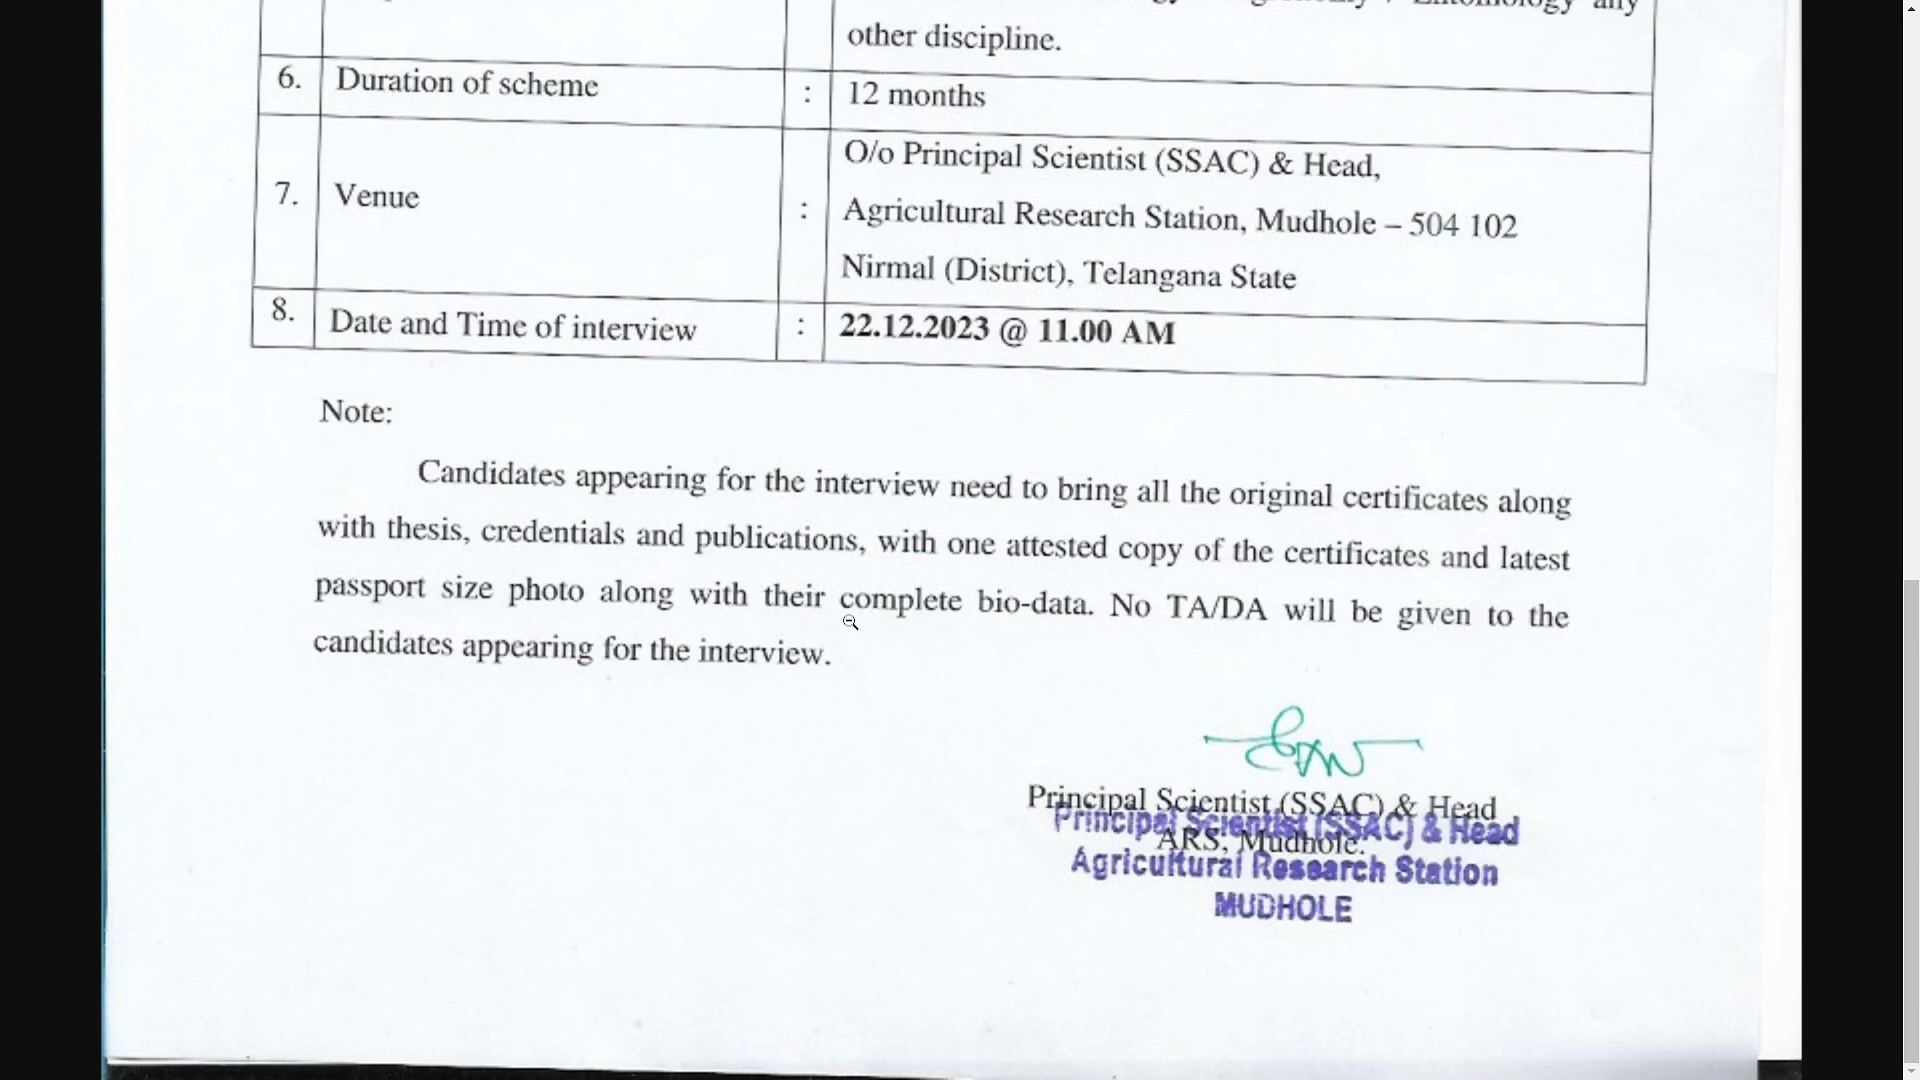 Entomology any
other discipline.
6. Duration of scheme : 12 months
7. Venue : O/o Principal Scientist (SSAC) & Head,
Agricultural Research Station, Mudhole – 504 102
Nirmal (District), Telangana State
8. Date and Time of interview : 22.12.2023 @ 11.00 AM
Note:
Candidates appearing for the interview need to bring all the original certificates along
with thesis, credentials and publications, with one attested copy of the certificates and latest
passport size photo along with their complete bio-data. No TA/DA will be given to the
candidates appearing for the interview.
Principal Scientist (SSAC) & Head
ARS, Mudhole.
Principal Scientist (SSAC) & Head
Agricultural Research Station
MUDHOLE